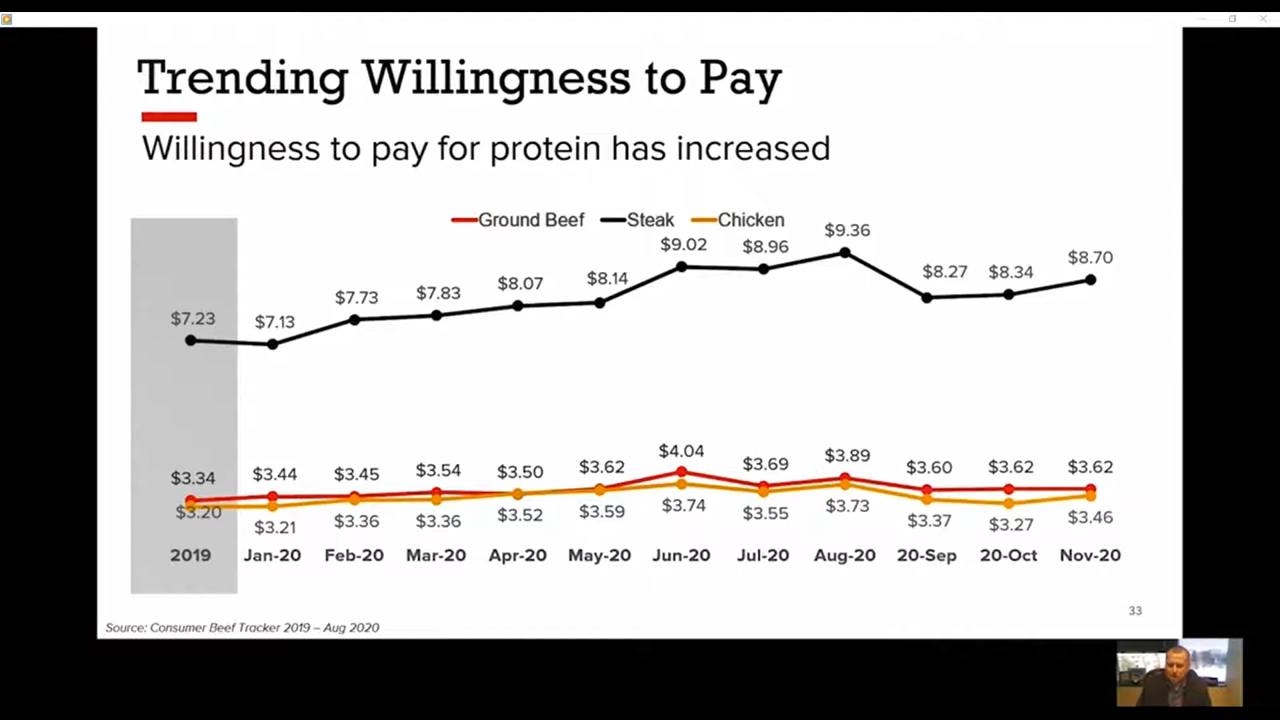 Trending Willingness to Pay
Willingness to pay for protein has increased
Ground Beef Steak Chicken
$7.23 $7.13 $7.73 $7.83 $8.07 $8.14 $9.02 $8.96 $9.36 $8.27 $8.34 $8.70
$3.34 $3.44 $3.45 $3.54 $3.50 $3.62 $4.04 $3.69 $3.89 $3.60 $3.62 $3.62
$3.20 $3.21 $3.36 $3.36 $3.52 $3.59 $3.74 $3.55 $3.73 $3.37 $3.27 $3.46
2019 Jan-20 Feb-20 Mar-20 Apr-20 May-20 Jun-20 Jul-20 Aug-20 20-Sep 20-Oct Nov-20
33
Source: Consumer Beef Tracker 2019 – Aug 2020